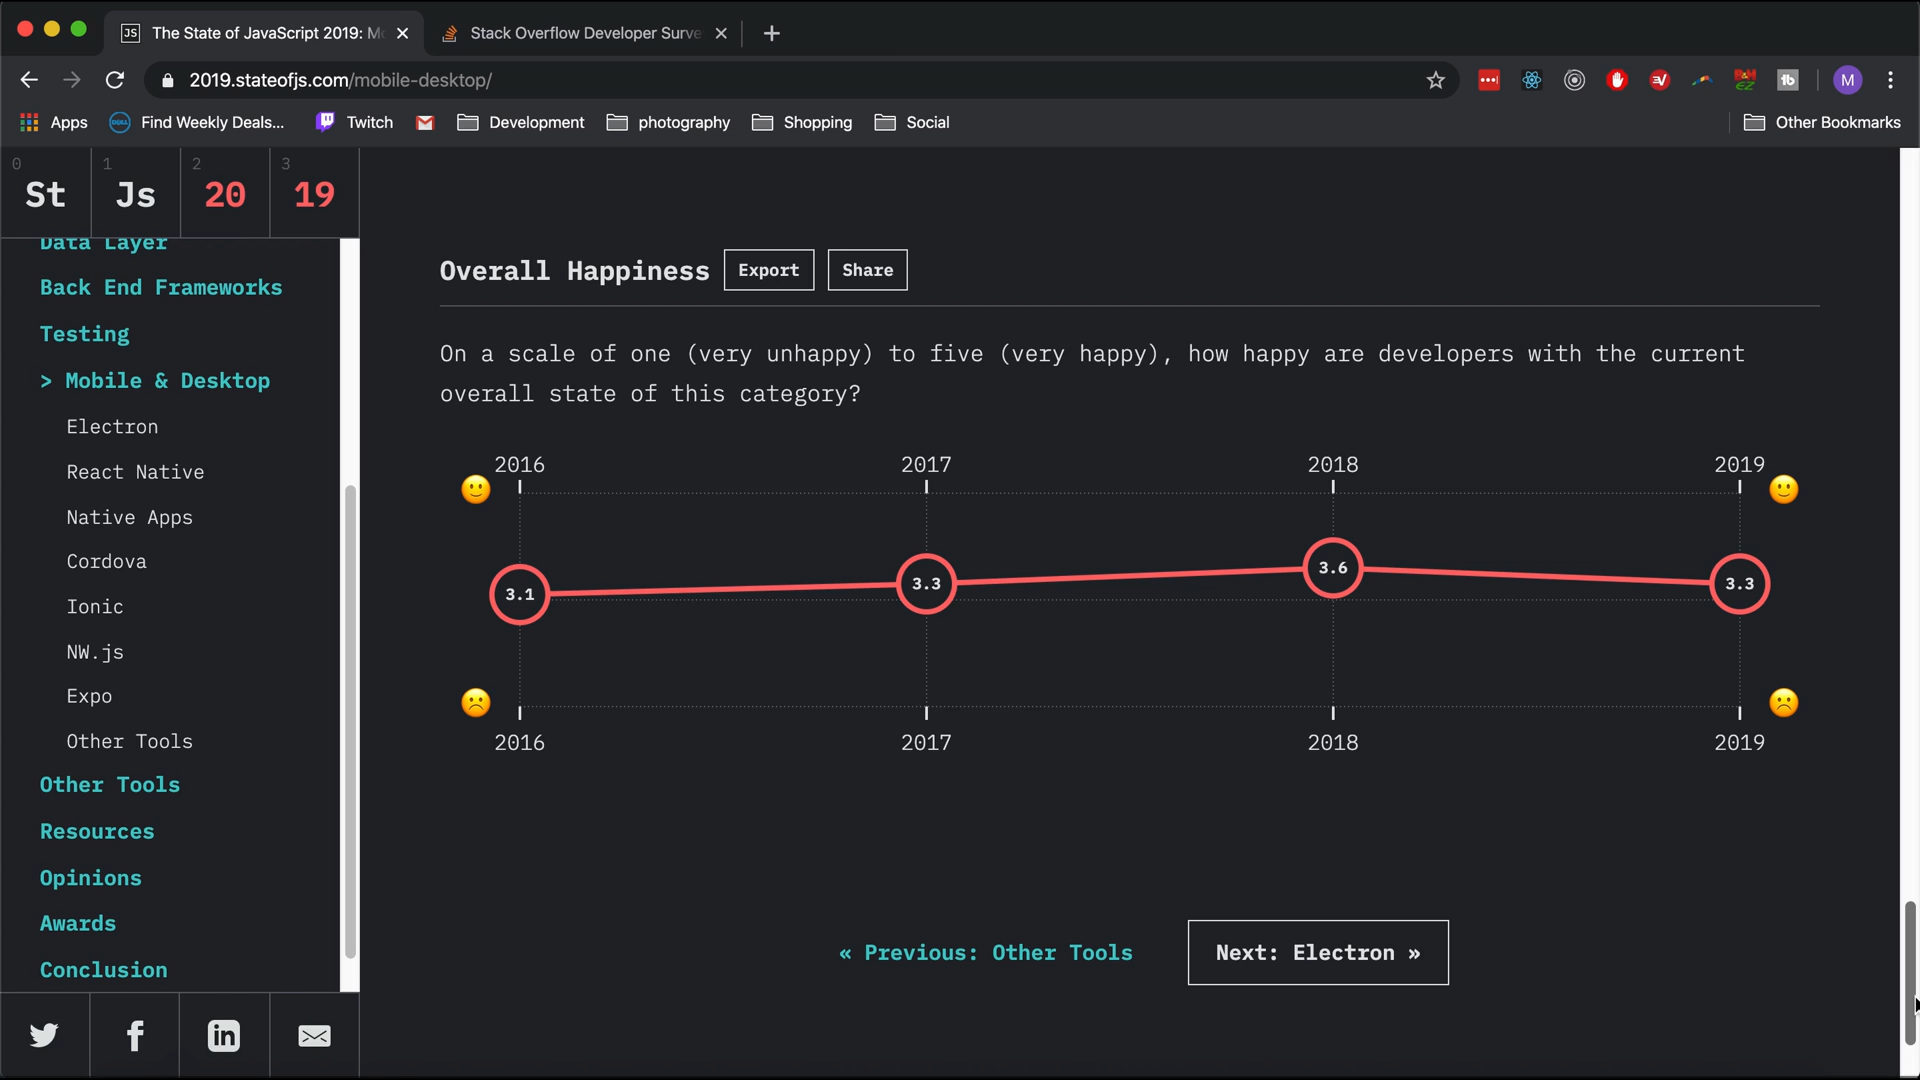 The State of JavaScript 2019: Mo
Stack Overflow Developer Surve
2019.stateofjs.com/mobile-desktop/
M
Apps
DELL
Find Weekly Deals...
Twitch
Development
photography
Shopping
Social
Other Bookmarks
0 St
1 Js
2 20
3 19
Data Layer
Back End Frameworks
Testing
> Mobile & Desktop
Electron
React Native
Native Apps
Cordova
Ionic
NW.js
Expo
Other Tools
Other Tools
Resources
Opinions
Awards
Conclusion
Overall Happiness
Export
Share
On a scale of one (very unhappy) to five (very happy), how happy are developers with the current
overall state of this category?
2016 2017 2018 2019
3.1 3.3 3.6 3.3
2016 2017 2018 2019
« Previous: Other Tools
Next: Electron »